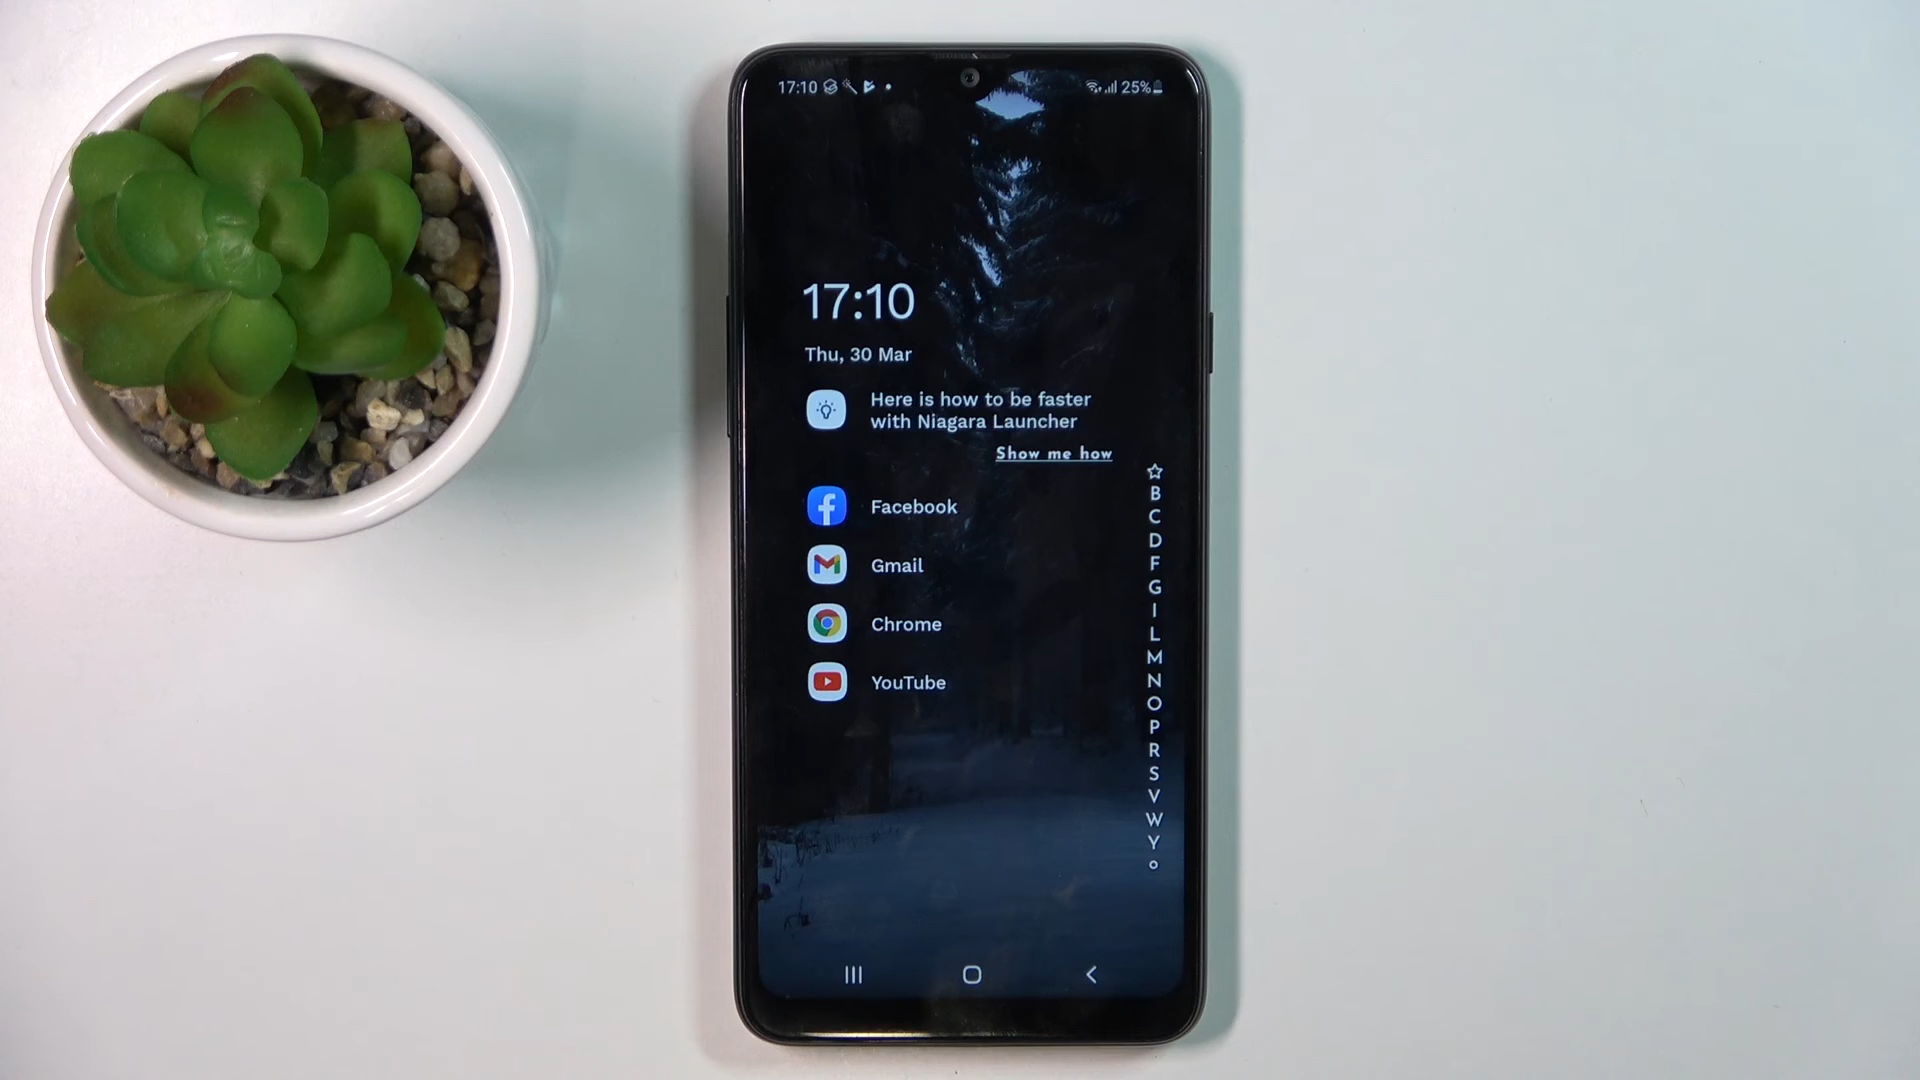 17:10 25%
17:10
Thu, 30 Mar
Here is how to be faster
with Niagara Launcher
Show me how
Facebook
Gmail
Chrome
YouTube
B
C
D
F
G
I
L
M
N
O
P
R
S
V
W
Y